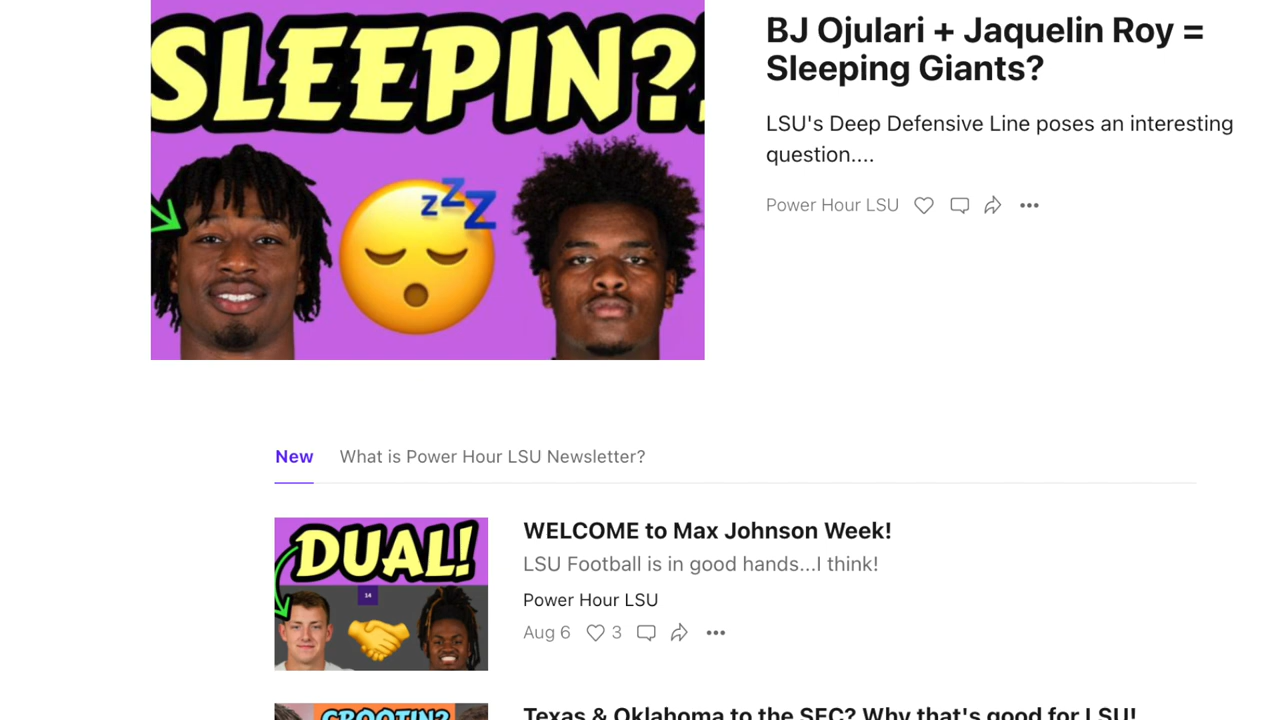 SLEEPIN?
zzZ
BJ Ojulari + Jaquelin Roy =
Sleeping Giants?
LSU's Deep Defensive Line poses an interesting
question....
Power Hour LSU
New
What is Power Hour LSU Newsletter?
DUAL!
14
WELCOME to Max Johnson Week!
LSU Football is in good hands...I think!
Power Hour LSU
Aug 6
3
GROOTIN?
Texas & Oklahoma to the SEC? Why that's good for LSU!